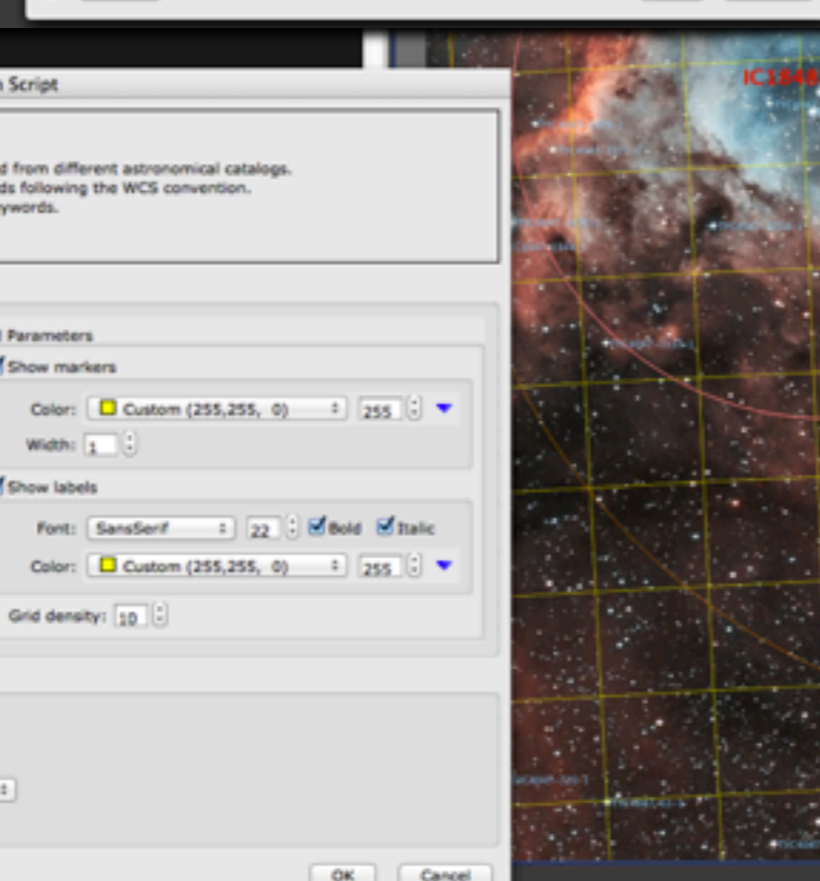 n Script
d from different astronomical catalogs.
ds following the WCS convention.
ywords.
Parameters
Show markers
Color: Custom (255,255, 0) 255
Width: 1
Show labels
Font: SansSerif 22 Bold Italic
Color: Custom (255,255, 0) 255
Grid density: 10
OK Cancel
IC1848